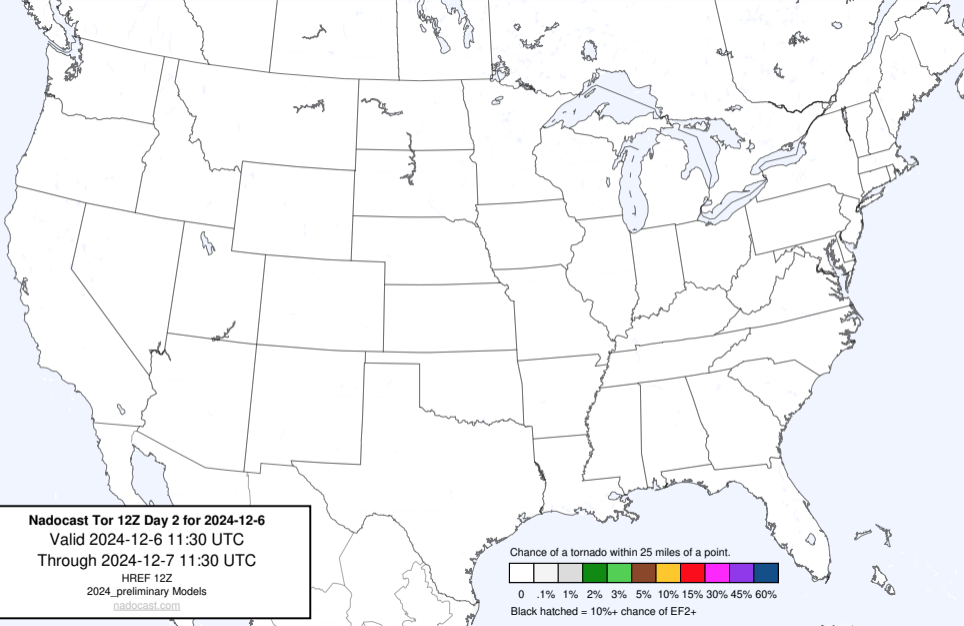 Nadocast Tor 12Z Day 2 for 2024-12-6
Valid 2024-12-6 11:30 UTC
Through 2024-12-7 11:30 UTC
HREF 12Z
2024_preliminary Models
nadocast.com
Chance of a tornado within 25 miles of a point.
0 .1% 1% 2% 3% 5% 10% 15% 30% 45% 60%
Black hatched = 10%+ chance of EF2+